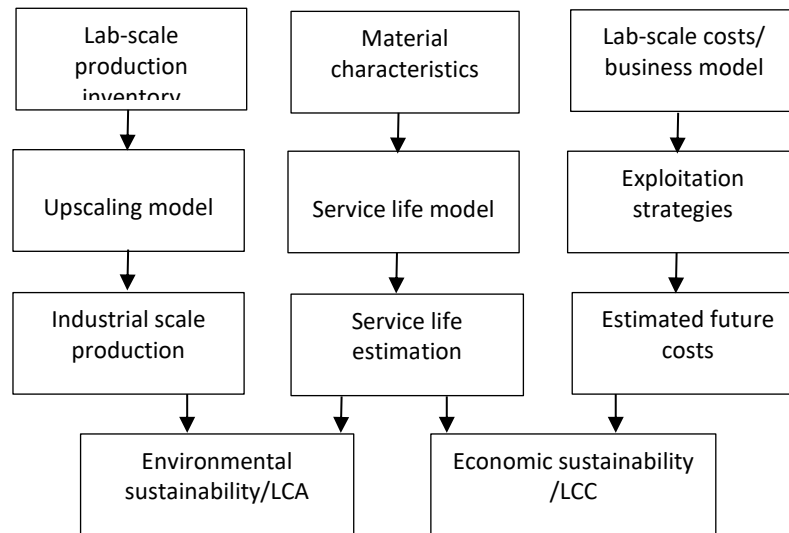 Lab-scale
production
inventory
Material
characteristics
Lab-scale costs/
business model
Upscaling model
Service life model
Exploitation
strategies
Industrial scale
production
Service life
estimation
Estimated future
costs
Environmental
sustainability/LCA
Economic sustainability
/LCC